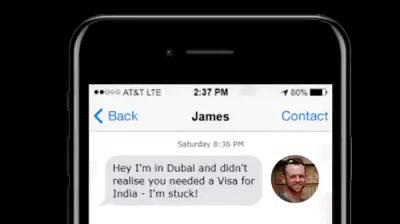 AT&T LTE 2:37 PM 80%
Back James Contact
Saturday 8:36 PM
Hey I'm in Dubai and didn't
realise you needed a Visa for
India - I'm stuck!